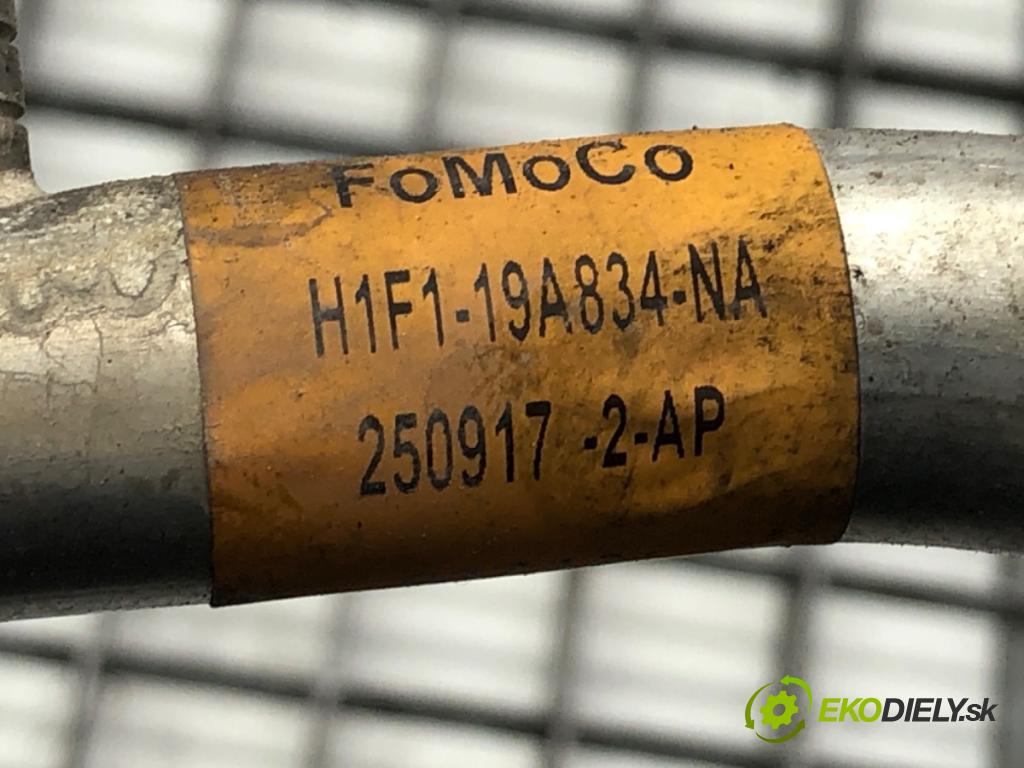 FoMoCo
H1F1-19A834-NA
250917 -2-AP
EKODIELY.sk